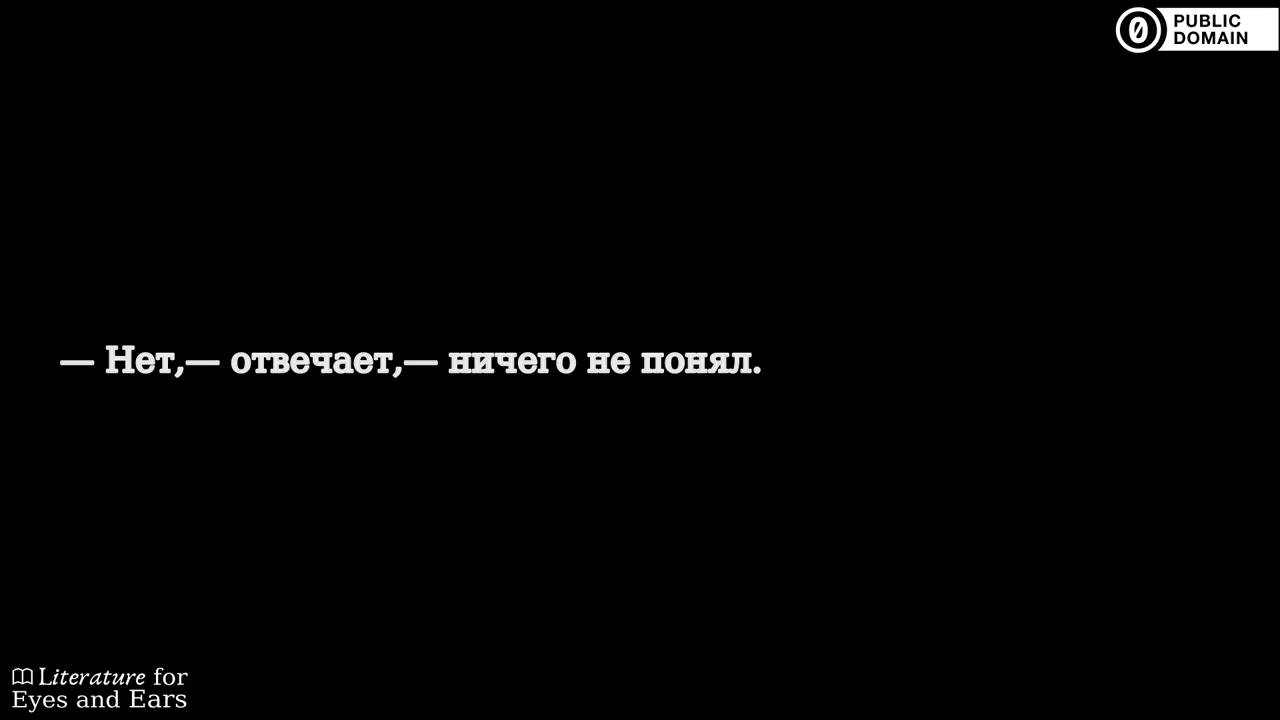 PUBLIC
DOMAIN
— Нет,— отвечает,— ничего не понял.
Literature for
Eyes and Ears